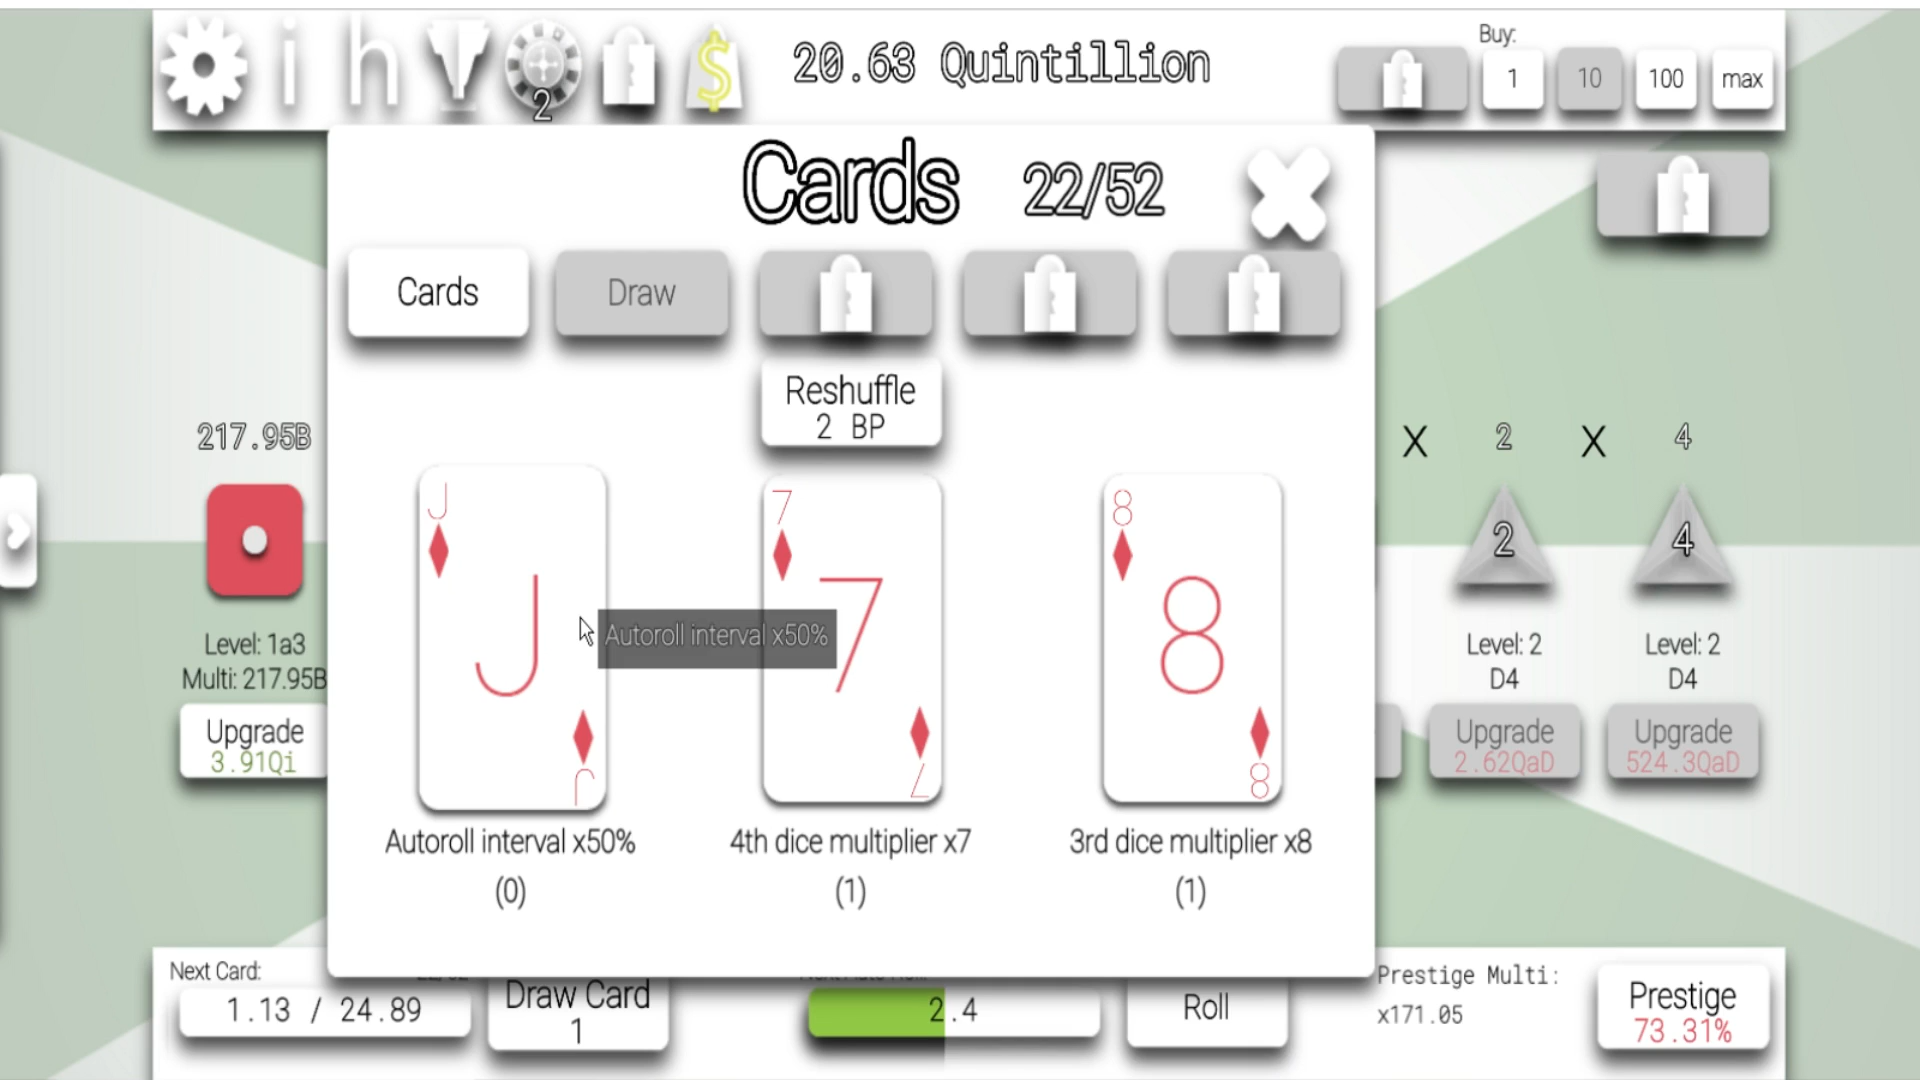 i h
2
20.63 Quintillion
Buy:
1 10 100 max
Cards 22/52
Cards Draw
Reshuffle
2 BP
217.95B
X 2 X 4
J 7 8
J 7 8
Autoroll interval x50%
2 4
J 7 8
Level: 1a3
Multi: 217.95B
Level: 2
D4
Level: 2
D4
Upgrade
3.91Qi
Upgrade
2.62QaD
Upgrade
524.3QaD
Autoroll interval x50%
(0)
4th dice multiplier x7
(1)
3rd dice multiplier x8
(1)
Next Card:
1.13 / 24.89
Draw Card
1
2.4
Roll
Prestige Multi:
x171.05
Prestige
73.31%